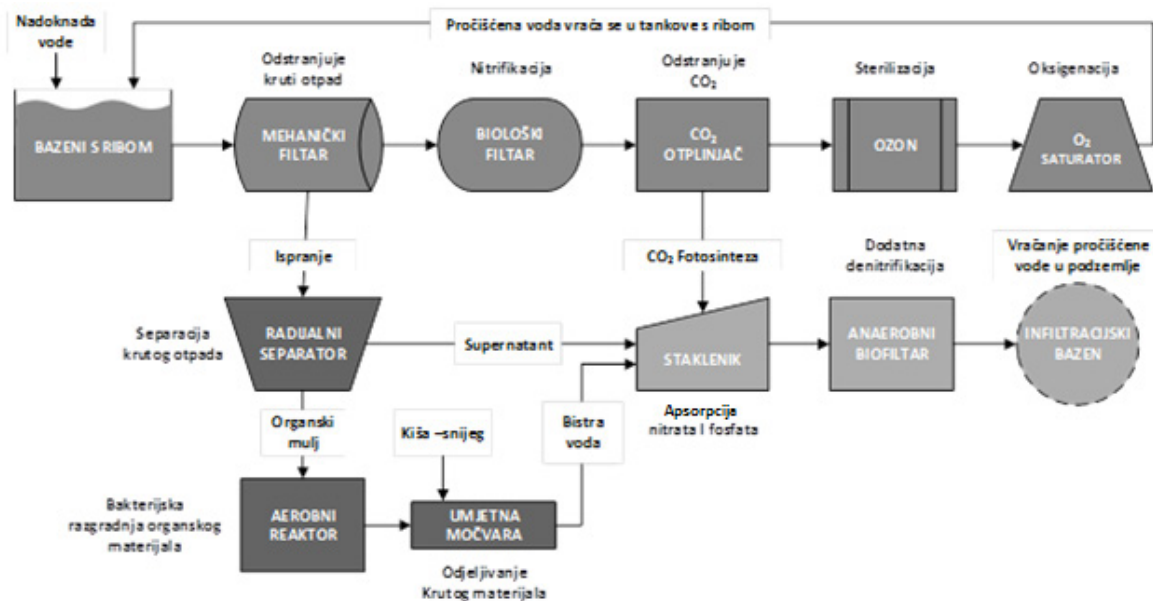 Nadoknada
vode
Pročišćena voda vraća se u tankove s ribom
Odstranjuje
kruti otpad
Nitrifikacija
Odstranjuje
CO₂
Sterilizacija
Oksigenacija
BAZENI S RIBOM
MEHANIČKI
FILTAR
BIOLOŠKI
FILTAR
CO₂
OTPLINJAČ
OZON
O₂
SATURATOR
Ispranje
CO₂ Fotosinteza
Dodatna
denitrifikacija
Vraćanje pročišćene
vode u podzemlje
Separacija
krutog otpada
RADIJALNI
SEPARATOR
Supernatant
STAKLENIK
ANAEROBNI
BIOFILTAR
INFILTRACIJSKI
BAZEN
Apsorpcija
nitrata I fosfata
Organski
mulj
Kiša –snijeg
Bistra
voda
Bakterijska
razgradnja organskog
materijala
AEROBNI
REAKTOR
UMJETNA
MOČVARA
Odjeljivanje
Krutog materijala